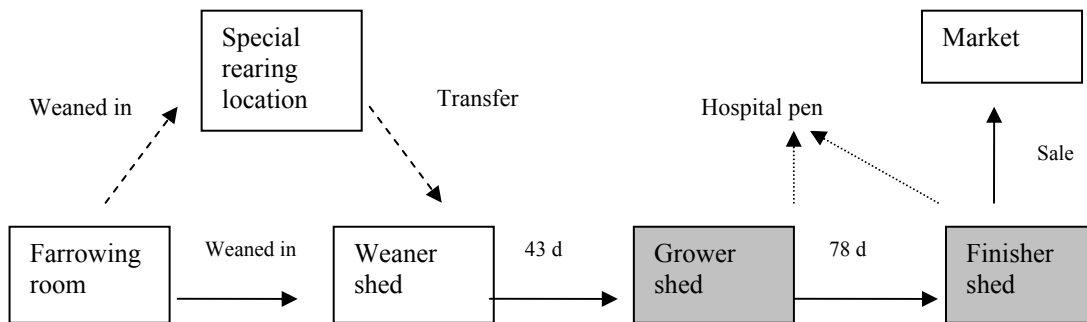 Special
rearing
location
Market
Weaned in
Transfer
Hospital pen
Sale
Farrowing
room
Weaned in
Weaner
shed
43 d
Grower
shed
78 d
Finisher
shed